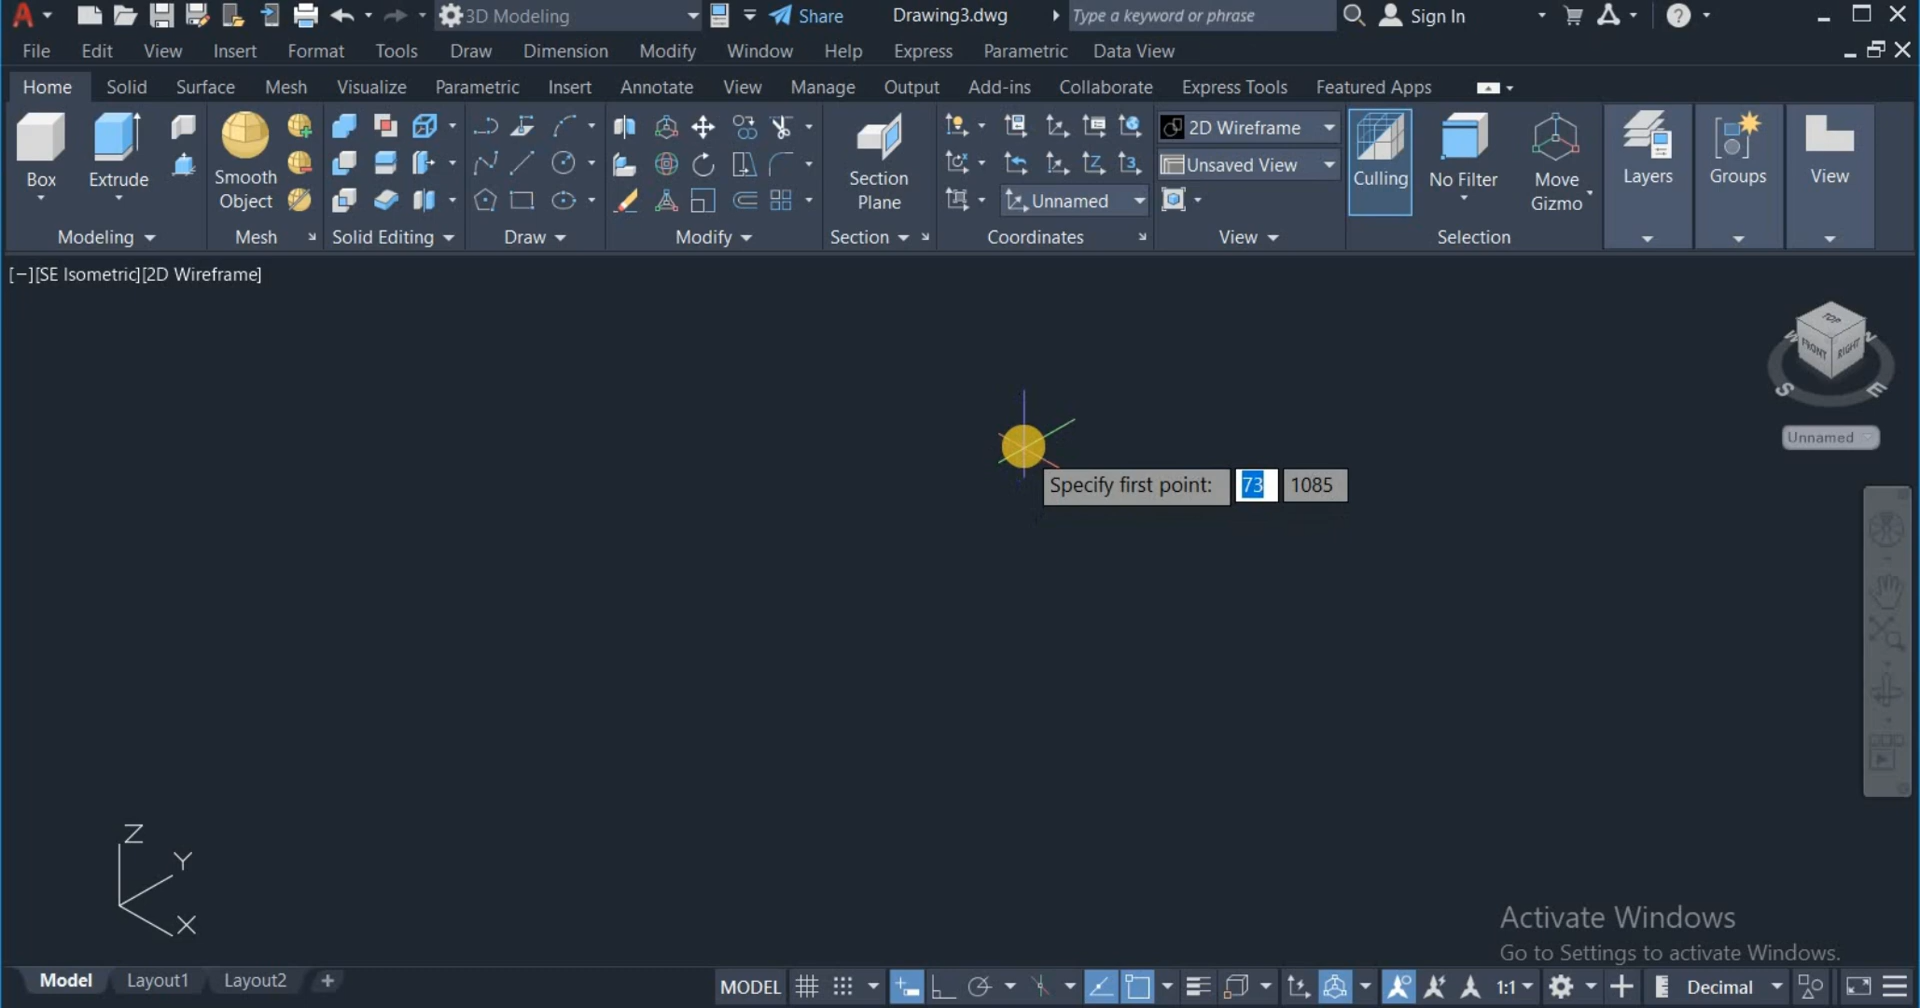 3D Modeling Share Drawing3.dwg Type a keyword or phrase Sign In
File Edit View Insert Format Tools Draw Dimension Modify Window Help Express Parametric Data View
Home Solid Surface Mesh Visualize Parametric Insert Annotate View Manage Output Add-ins Collaborate Express Tools Featured Apps
2D Wireframe
Unsaved View
Box Extrude Smooth Object Section Plane Culling No Filter Move Gizmo Layers Groups View
Unnamed
Modeling Mesh Solid Editing Draw Modify Section Coordinates View Selection
[−][SE Isometric][2D Wireframe]
TOP
FRONT RIGHT
W N
S E
Unnamed
Specify first point: 73 1085
Z
Y
X
Activate Windows
Go to Settings to activate Windows.
Model Layout1 Layout2 +
MODEL 1:1 Decimal